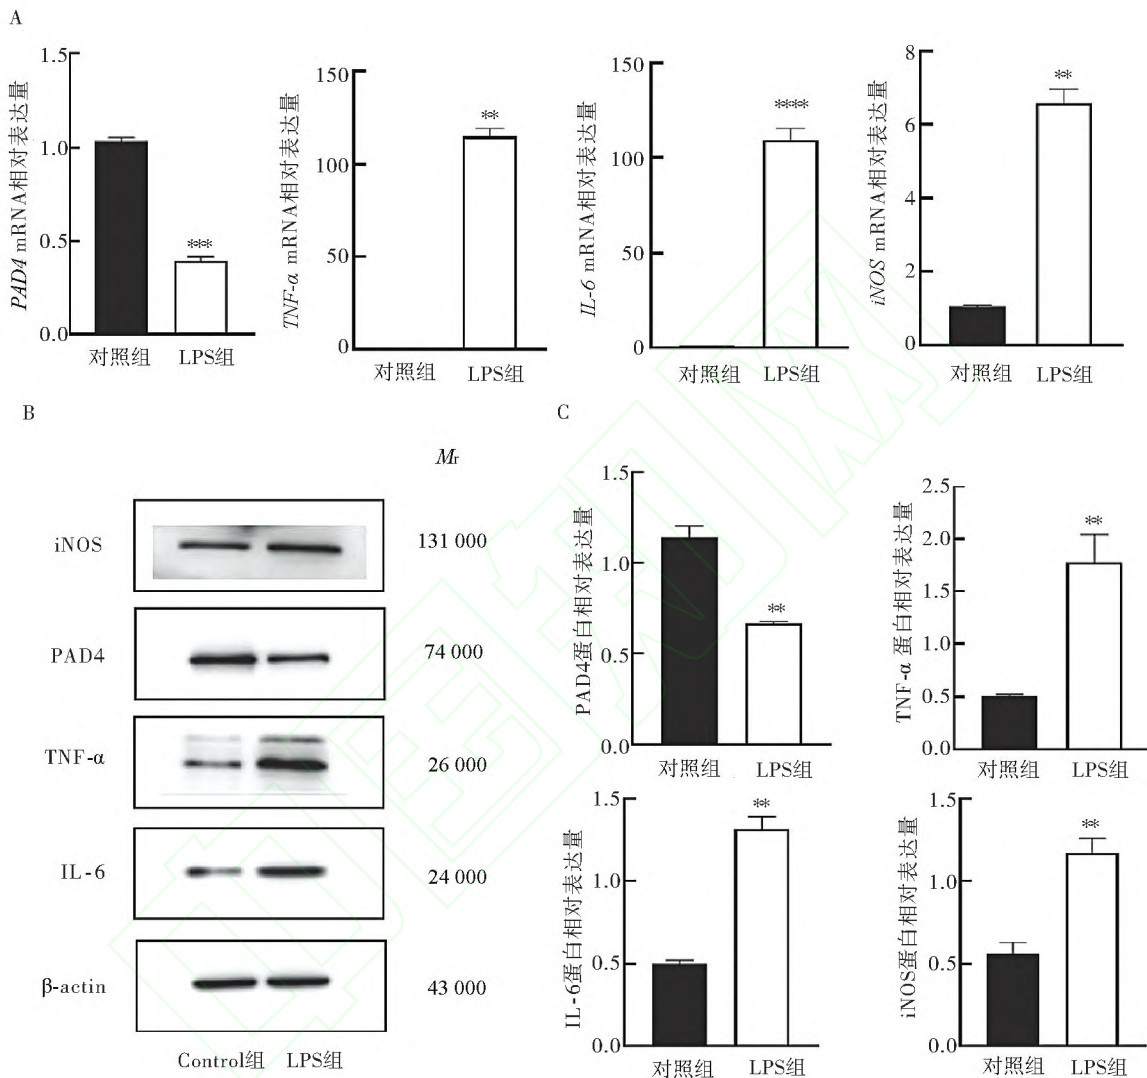 A
PAD4 mRNA相对表达量
1.5
1.0
0.5
0.0
***
对照组 LPS组
TNF-α mRNA相对表达量
150
100
50
0
**
对照组 LPS组
IL-6 mRNA相对表达量
150
100
50
0
****
对照组 LPS组
iNOS mRNA相对表达量
8
6
4
2
0
**
对照组 LPS组
B
Mr
iNOS 131 000
PAD4 74 000
TNF-α 26 000
IL-6 24 000
β-actin 43 000
Control组 LPS组
C
PAD4蛋白相对表达量
1.5
1.0
0.5
0.0
**
对照组 LPS组
TNF-α 蛋白相对表达量
2.5
2.0
1.5
1.0
0.5
0.0
**
对照组 LPS组
IL-6蛋白相对表达量
1.5
1.0
0.5
0.0
**
对照组 LPS组
iNOS蛋白相对表达量
1.5
1.0
0.5
0.0
**
对照组 LPS组